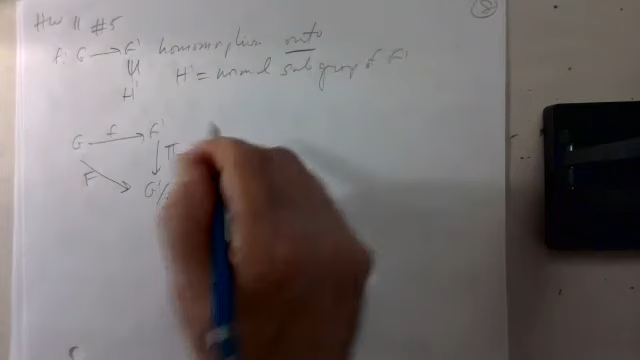 HW 11 #5
f: G → G' homomorphism onto
H' = normal subgroup of G'
H'
G f G'
π
F
G'/